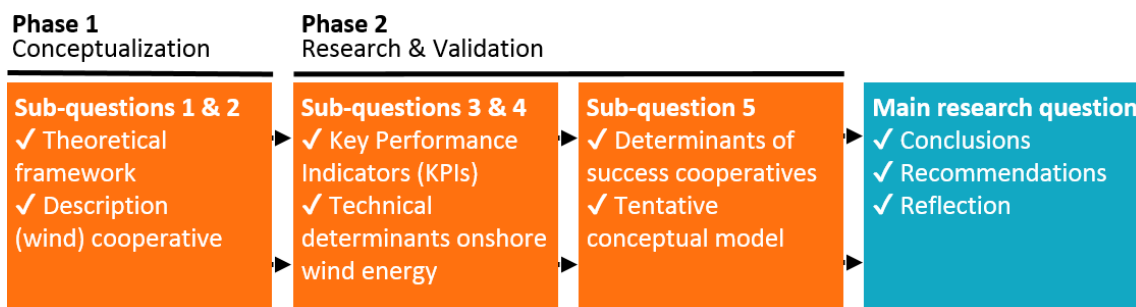 Phase 1
Conceptualization
Phase 2
Research & Validation
Sub-questions 1 & 2
✓ Theoretical
framework
✓ Description
(wind) cooperative
Sub-questions 3 & 4
✓ Key Performance
Indicators (KPIs)
✓ Technical
determinants onshore
wind energy
Sub-question 5
✓ Determinants of
success cooperatives
✓ Tentative
conceptual model
Main research question
✓ Conclusions
✓ Recommendations
✓ Reflection